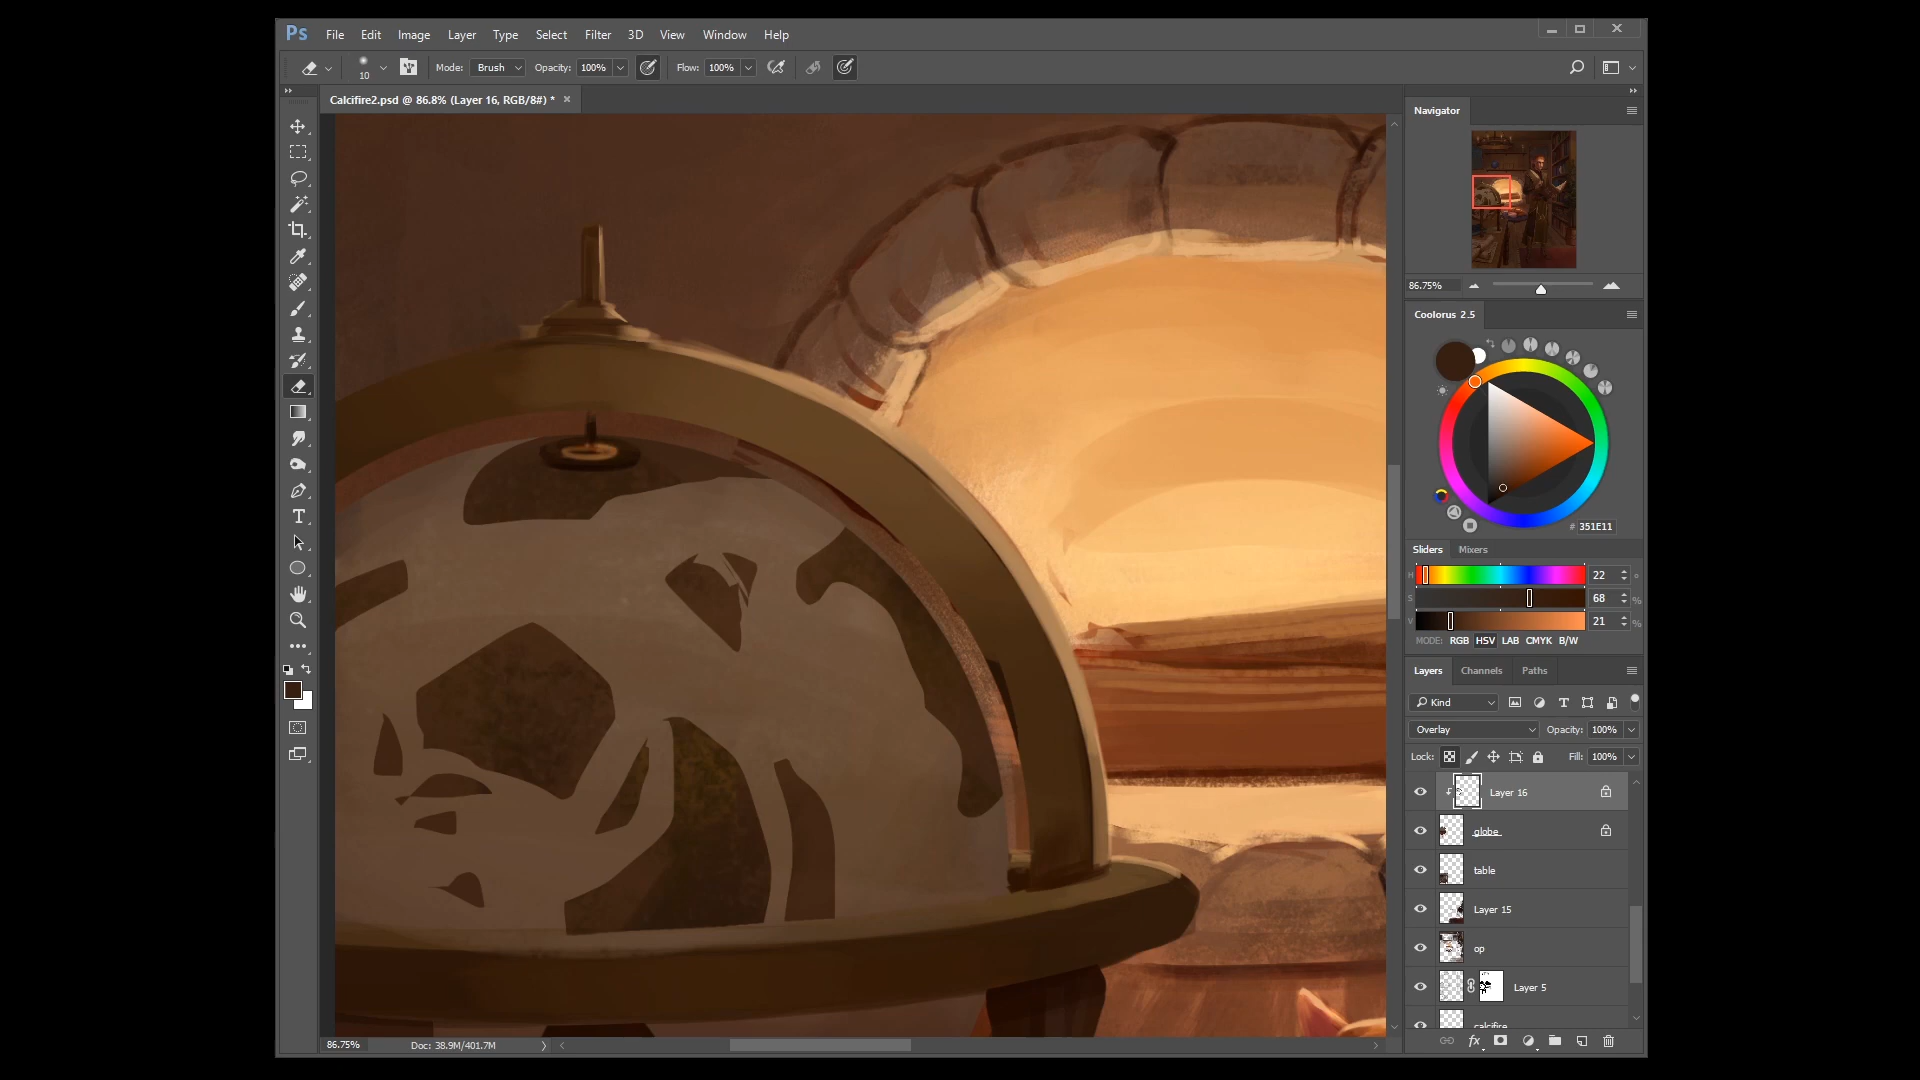 Ps File Edit Image Layer Type Select Filter 3D View Window Help
10 Mode: Brush Opacity: 100% Flow: 100%
Calcifire2.psd @ 86.8% (Layer 16, RGB/8#) * ×
Navigator
86.75%
Coolorus 2.5
# 351E11
Sliders Mixers
H 22 °
S 68 %
V 21 %
MODE: RGB HSV LAB CMYK B/W
Layers Channels Paths
Kind
Overlay Opacity: 100%
Lock: Fill: 100%
Layer 16
globe
table
Layer 15
op
Layer 5
calcifire
86.75% Doc: 38.9M/401.7M